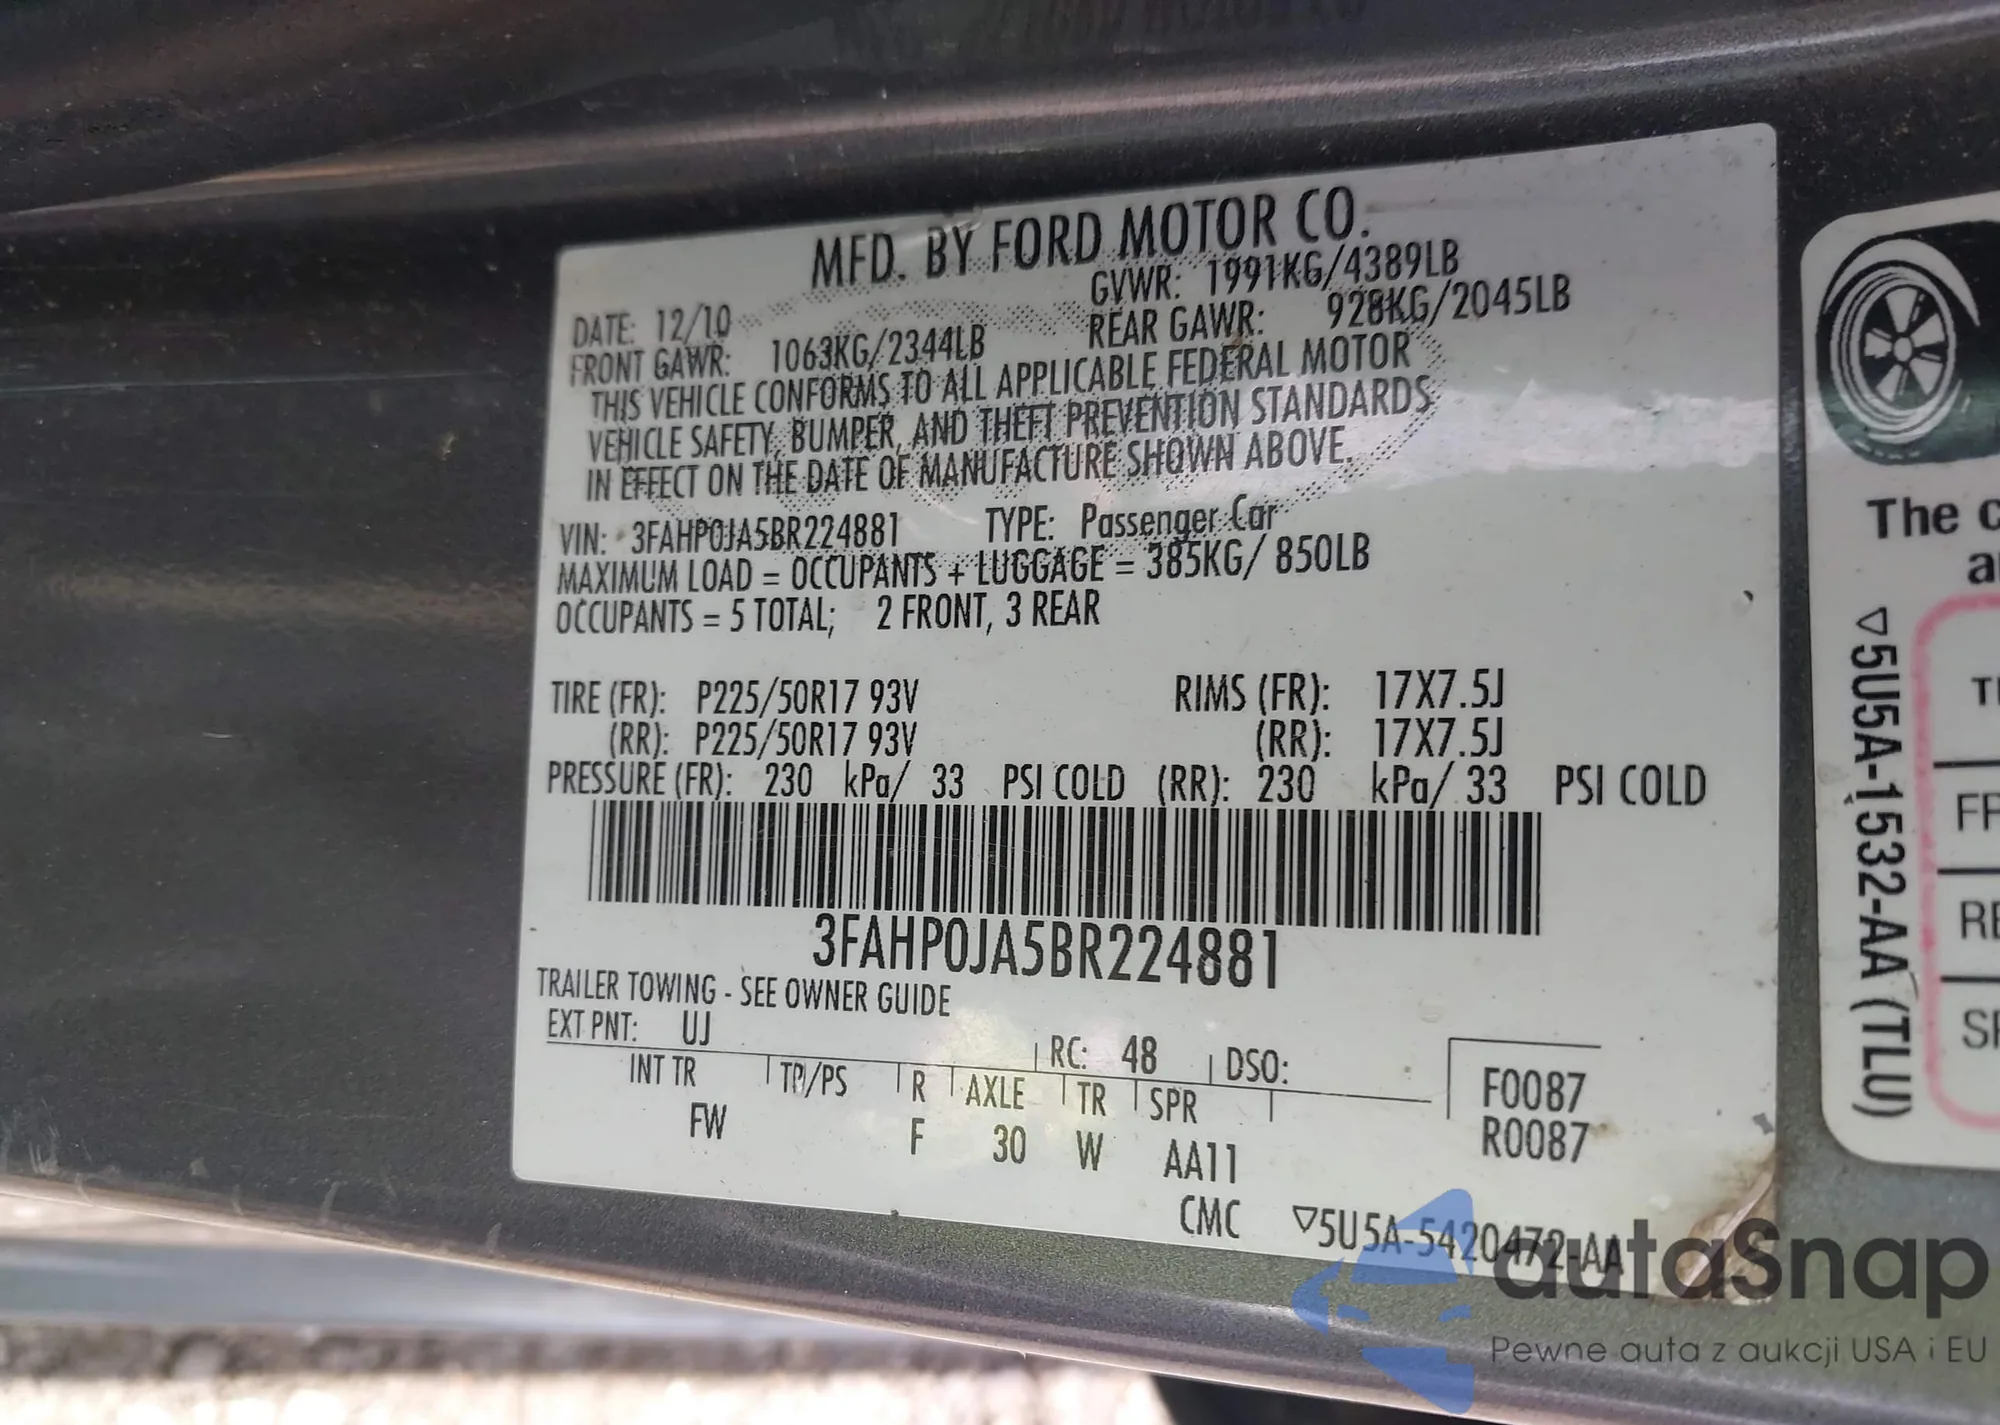 MFD. BY FORD MOTOR CO.
DATE: 12/10 GVWR: 1991KG/4389LB
FRONT GAWR: 1063KG/2344LB REAR GAWR: 928KG/2045LB
THIS VEHICLE CONFORMS TO ALL APPLICABLE FEDERAL MOTOR
VEHICLE SAFETY, BUMPER, AND THEFT PREVENTION STANDARDS
IN EFFECT ON THE DATE OF MANUFACTURE SHOWN ABOVE.
VIN: 3FAHP0JA5BR224881 TYPE: Passenger Car
MAXIMUM LOAD = OCCUPANTS + LUGGAGE = 385KG/ 850LB
OCCUPANTS = 5 TOTAL; 2 FRONT, 3 REAR
TIRE (FR): P225/50R17 93V RIMS (FR): 17X7.5J
(RR): P225/50R17 93V (RR): 17X7.5J
PRESSURE (FR): 230 kPa/ 33 PSI COLD (RR): 230 kPa/ 33 PSI COLD
3FAHP0JA5BR224881
TRAILER TOWING - SEE OWNER GUIDE
EXT PNT: UJ RC: 48 DSO:
INT TR TP/PS R AXLE TR SPR
FW F 30 W AA11
F0087
R0087
CMC ▽5U5A-5420472-AA
The
▽5U5A-1532-AA (TLU)
autaSnap
Pewne auta z aukcji USA i EU